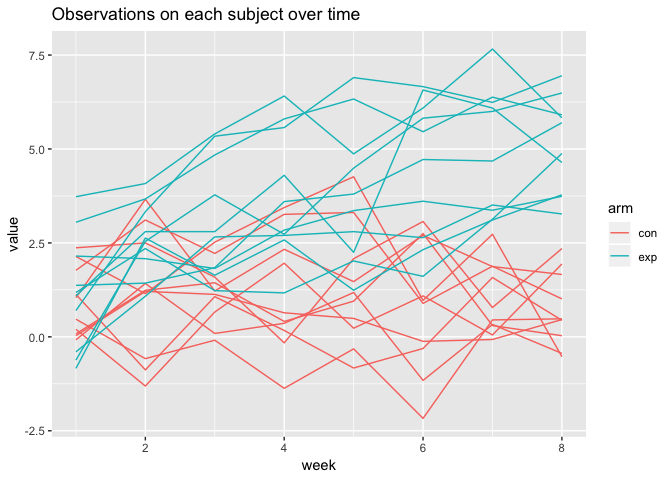 Observations on each subject over time
7.5
5.0
2.5
0.0
-2.5
value
2 4 6 8
week
arm
con
exp